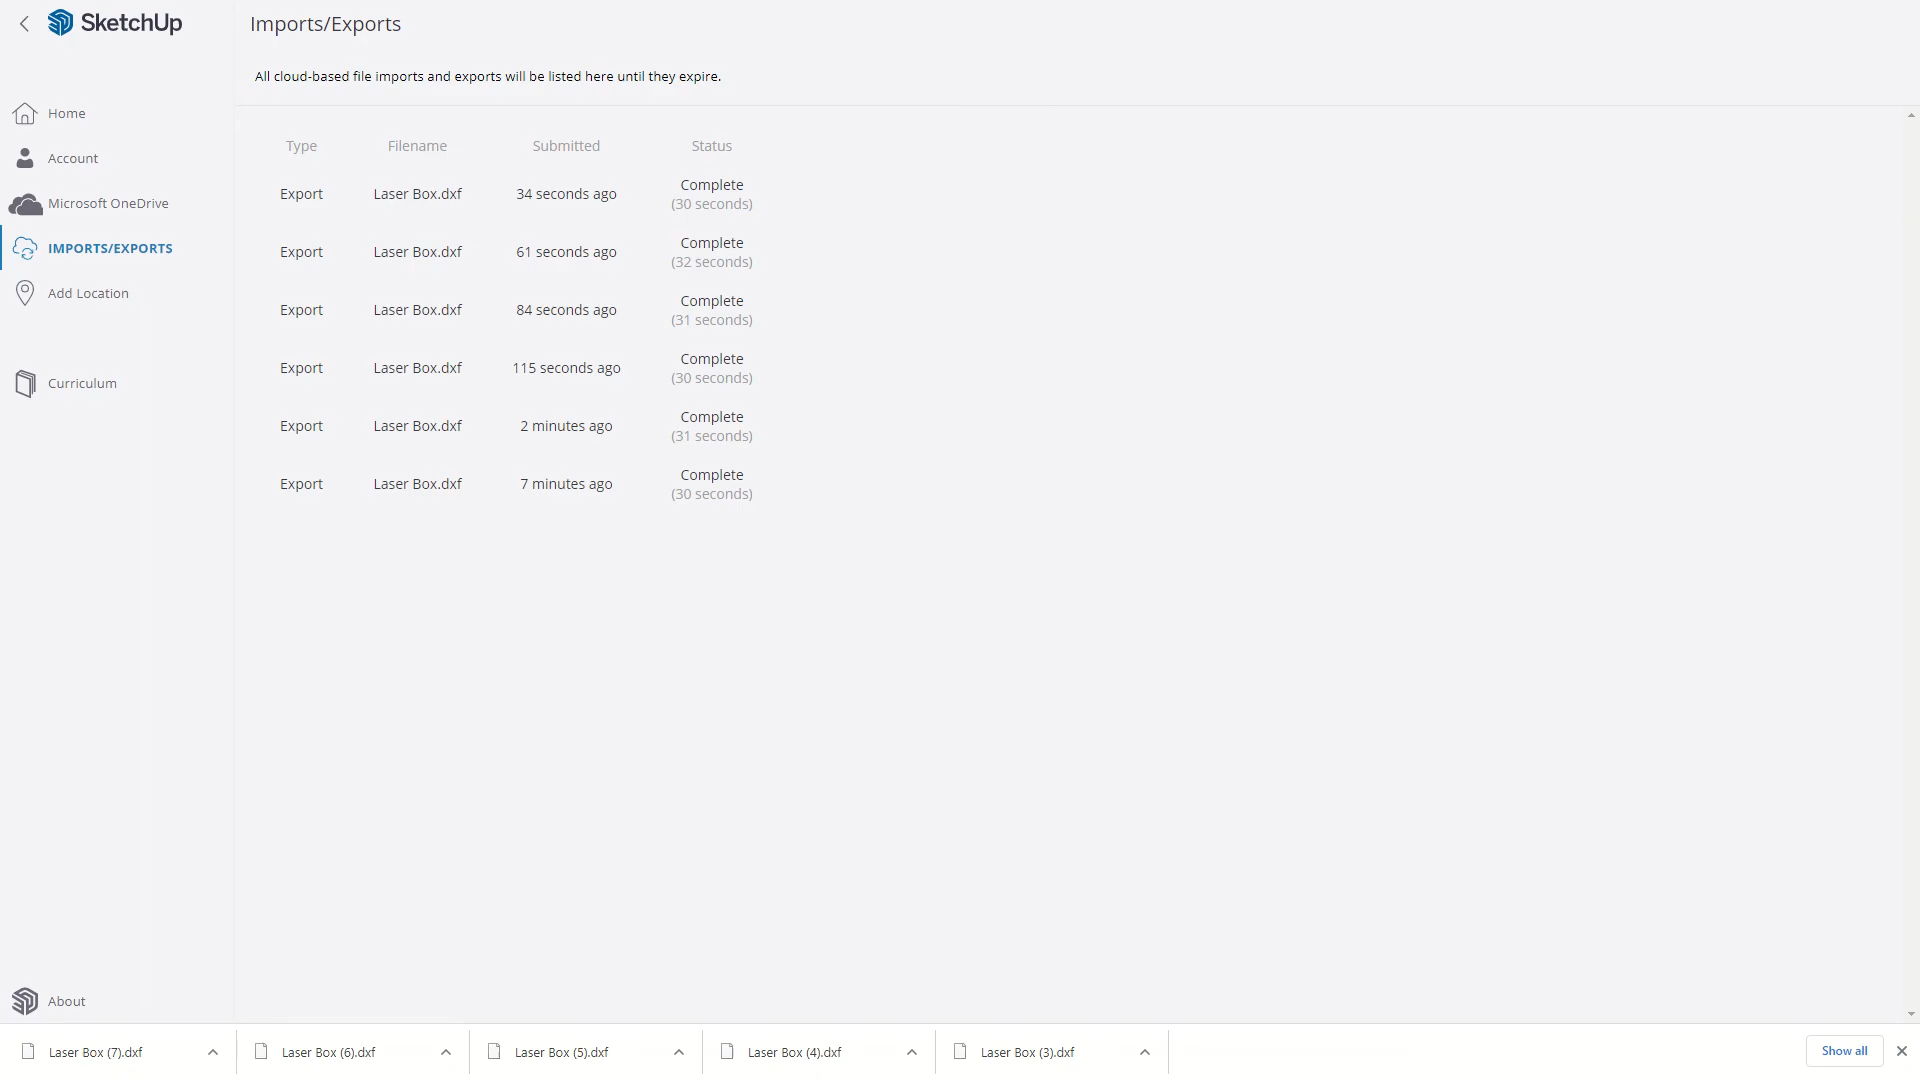 SketchUp
Imports/Exports
All cloud-based file imports and exports will be listed here until they expire.
Home
Account
Microsoft OneDrive
IMPORTS/EXPORTS
Add Location
Curriculum
Type Filename Submitted Status
Export Laser Box.dxf 34 seconds ago Complete
(30 seconds)
Export Laser Box.dxf 61 seconds ago Complete
(32 seconds)
Export Laser Box.dxf 84 seconds ago Complete
(31 seconds)
Export Laser Box.dxf 115 seconds ago Complete
(30 seconds)
Export Laser Box.dxf 2 minutes ago Complete
(31 seconds)
Export Laser Box.dxf 7 minutes ago Complete
(30 seconds)
About
Laser Box (7).dxf Laser Box (6).dxf Laser Box (5).dxf Laser Box (4).dxf Laser Box (3).dxf Show all